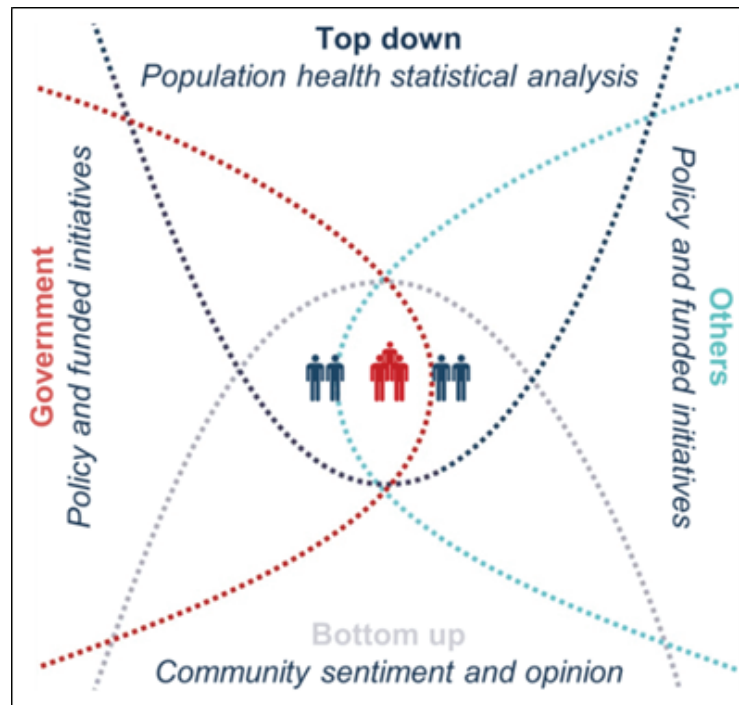 Top down
Population health statistical analysis
Government
Policy and funded initiatives
Others
Policy and funded initiatives
Bottom up
Community sentiment and opinion